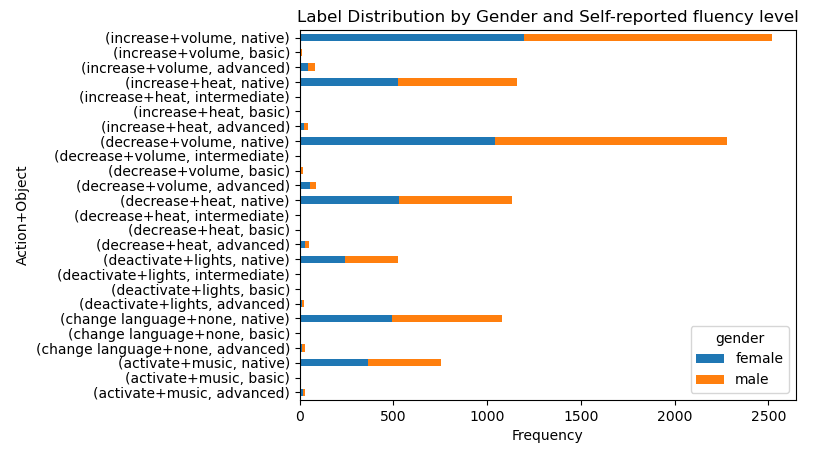 Label Distribution by Gender and Self-reported fluency level
(increase+volume, native)
(increase+volume, basic)
(increase+volume, advanced)
(increase+heat, native)
(increase+heat, intermediate)
(increase+heat, basic)
(increase+heat, advanced)
(decrease+volume, native)
(decrease+volume, intermediate)
(decrease+volume, basic)
(decrease+volume, advanced)
(decrease+heat, native)
(decrease+heat, intermediate)
(decrease+heat, basic)
(decrease+heat, advanced)
(deactivate+lights, native)
(deactivate+lights, intermediate)
(deactivate+lights, basic)
(deactivate+lights, advanced)
(change language+none, native)
(change language+none, basic)
(change language+none, advanced)
(activate+music, native)
(activate+music, basic)
(activate+music, advanced)
Action+Object
gender
female
male
0 500 1000 1500 2000 2500
Frequency